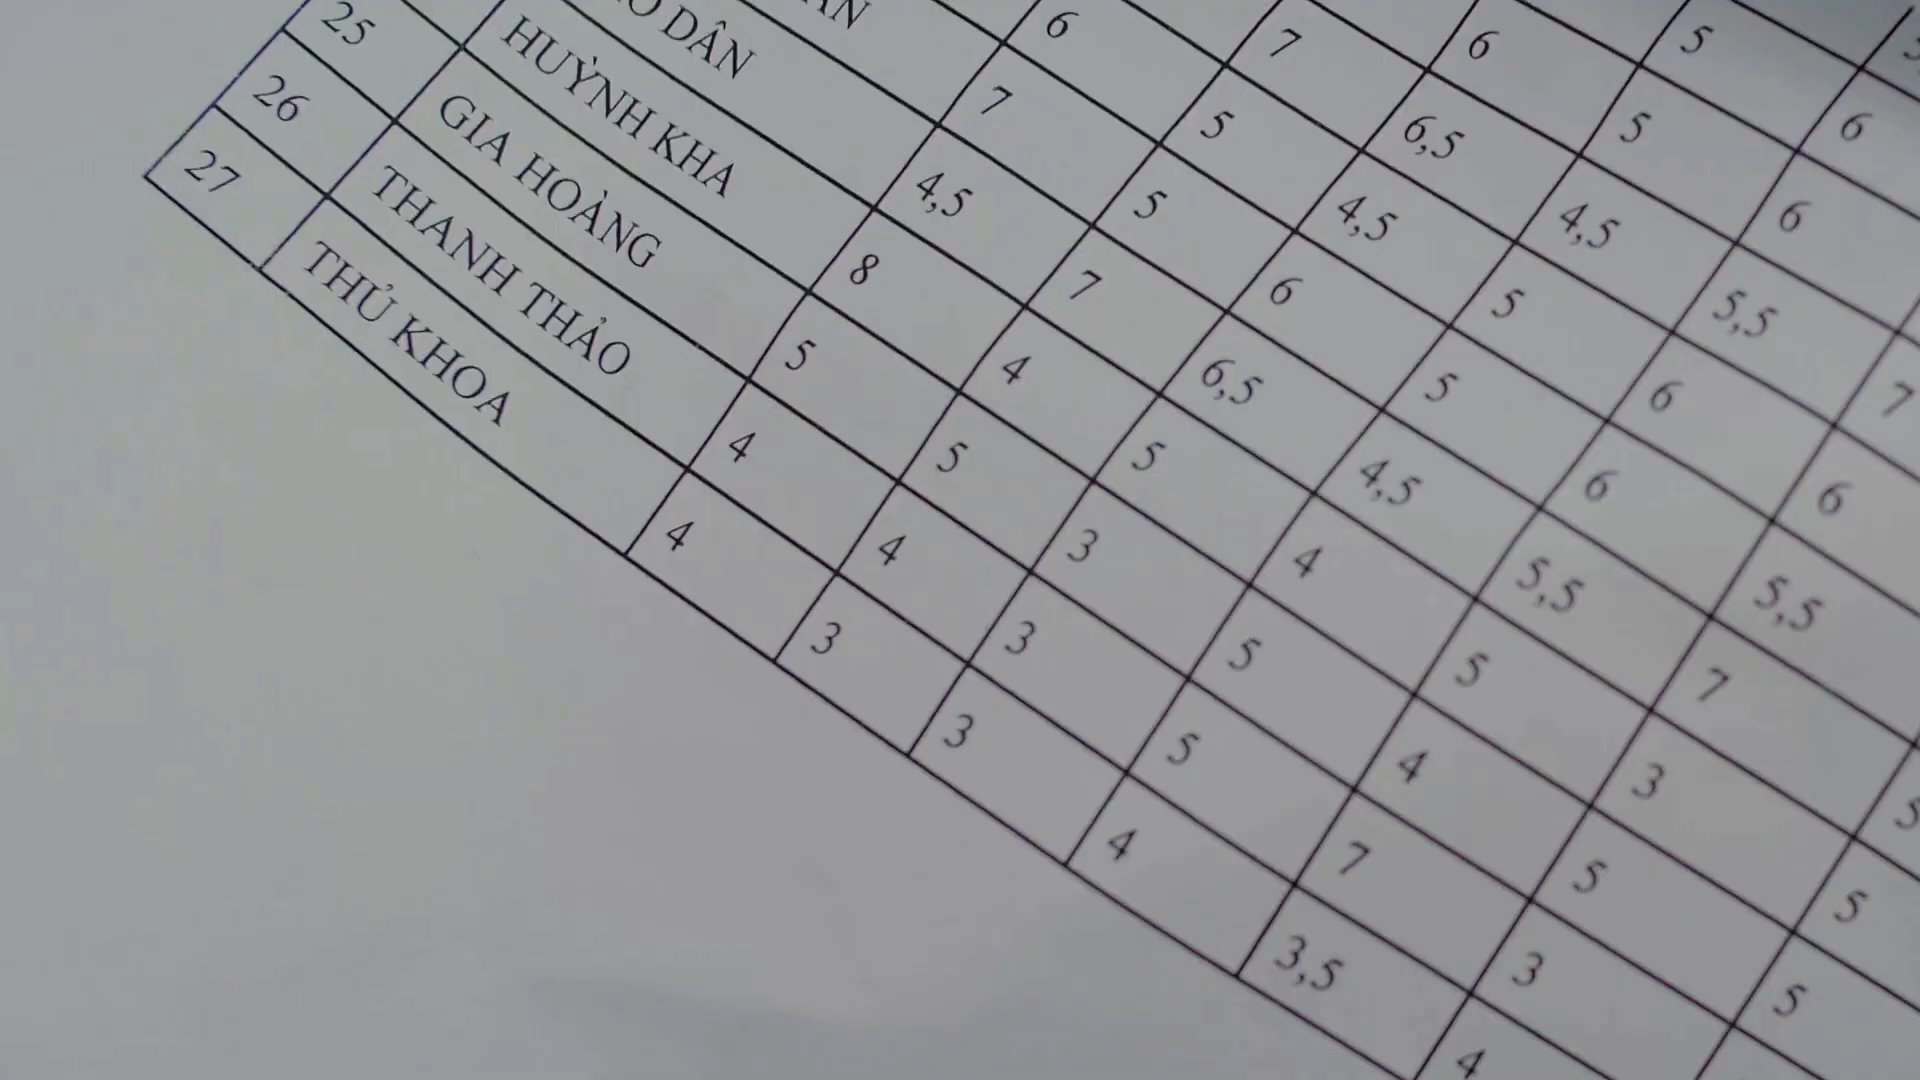 5 6
6 5 6
7 6,5 4,5 5,5 7
6 5 4,5 5 6 6
7 5 6 5 6 5,5
DÂN 4,5 7 6,5 4,5 5,5 7 5
HUỲNH KHA 8 4 5 4 5 3 5
25 GIA HOÀNG 5 5 3 5 4 5 5
26 THANH THẢO 4 4 3 5 7 3
27 THỦ KHOA 4 3 3 4 3,5 4